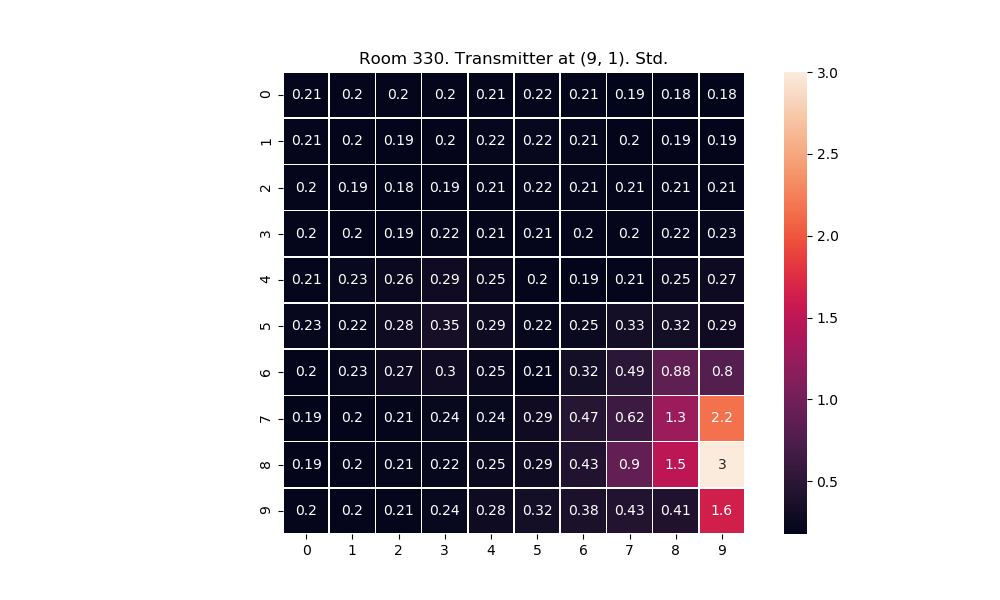 Room 330. Transmitter at (9, 1). Std.
0 0.21 0.2 0.2 0.2 0.21 0.22 0.21 0.19 0.18 0.18
1 0.21 0.2 0.19 0.2 0.22 0.22 0.21 0.2 0.19 0.19
2 0.2 0.19 0.18 0.19 0.21 0.22 0.21 0.21 0.21 0.21
3 0.2 0.2 0.19 0.22 0.21 0.21 0.2 0.2 0.22 0.23
4 0.21 0.23 0.26 0.29 0.25 0.2 0.19 0.21 0.25 0.27
5 0.23 0.22 0.28 0.35 0.29 0.22 0.25 0.33 0.32 0.29
6 0.2 0.23 0.27 0.3 0.25 0.21 0.32 0.49 0.88 0.8
7 0.19 0.2 0.21 0.24 0.24 0.29 0.47 0.62 1.3 2.2
8 0.19 0.2 0.21 0.22 0.25 0.29 0.43 0.9 1.5 3
9 0.2 0.2 0.21 0.24 0.28 0.32 0.38 0.43 0.41 1.6
0 1 2 3 4 5 6 7 8 9
3.0
2.5
2.0
1.5
1.0
0.5